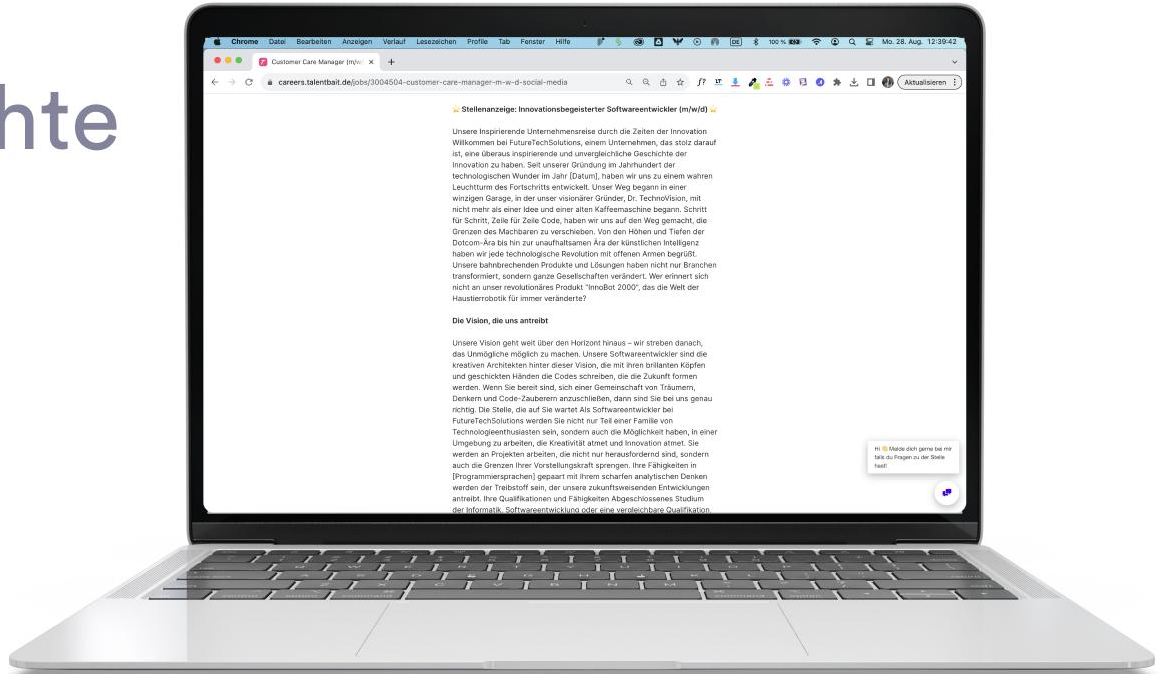 hte
Chrome Datei Bearbeiten Anzeigen Verlauf Lesezeichen Profile Tab Fenster Hilfe DE 100 % Mo. 28. Aug. 12:39:42
Customer Care Manager (m/w
careers.talentbait.de/jobs/3004504-customer-care-manager-m-w-d-social-media Aktualisieren
Stellenanzeige: Innovationsbegeisterter Softwareentwickler (m/w/d)
Unsere Inspirierende Unternehmensreise durch die Zeiten der Innovation
Willkommen bei FutureTechSolutions, einem Unternehmen, das stolz darauf
ist, eine überaus inspirierende und unvergleichliche Geschichte der
Innovation zu haben. Seit unserer Gründung im Jahrhundert der
technologischen Wunder im Jahr [Datum], haben wir uns zu einem wahren
Leuchtturm des Fortschritts entwickelt. Unser Weg begann in einer
winzigen Garage, in der unser visionärer Gründer, Dr. TechnoVision, mit
nicht mehr als einer Idee und einer alten Kaffeemaschine begann. Schritt
für Schritt, Zeile für Zeile Code, haben wir uns auf den Weg gemacht, die
Grenzen des Machbaren zu verschieben. Von den Höhen und Tiefen der
Dotcom-Ära bis hin zur unaufhaltsamen Ära der künstlichen Intelligenz
haben wir jede technologische Revolution mit offenen Armen begrüßt.
Unsere bahnbrechenden Produkte und Lösungen haben nicht nur Branchen
transformiert, sondern ganze Gesellschaften verändert. Wer erinnert sich
nicht an unser revolutionäres Produkt "InnoBot 2000", das die Welt der
Haustierrobotik für immer veränderte?
Die Vision, die uns antreibt
Unsere Vision geht weit über den Horizont hinaus – wir streben danach,
das Unmögliche möglich zu machen. Unsere Softwareentwickler sind die
kreativen Architekten hinter dieser Vision, die mit ihren brillanten Köpfen
und geschickten Händen die Codes schreiben, die die Zukunft formen
werden. Wenn Sie bereit sind, sich einer Gemeinschaft von Träumern,
Denkern und Code-Zauberern anzuschließen, dann sind Sie bei uns genau
richtig. Die Stelle, die auf Sie wartet Als Softwareentwickler bei
FutureTechSolutions werden Sie nicht nur Teil einer Familie von
Technologieenthusiasten sein, sondern auch die Möglichkeit haben, in einer
Umgebung zu arbeiten, die Kreativität atmet und Innovation atmet. Sie
werden an Projekten arbeiten, die nicht nur herausfordernd sind, sondern
auch die Grenzen Ihrer Vorstellungskraft sprengen. Ihre Fähigkeiten in
[Programmiersprachen] gepaart mit Ihrem scharfen analytischen Denken
werden der Treibstoff sein, der unsere zukunftsweisenden Entwicklungen
antreibt. Ihre Qualifikationen und Fähigkeiten Abgeschlossenes Studium
der Informatik, Softwareentwicklung oder eine vergleichbare Qualifikation,
Hi Melde dich gerne bei mir
falls du Fragen zu der Stelle
hast!